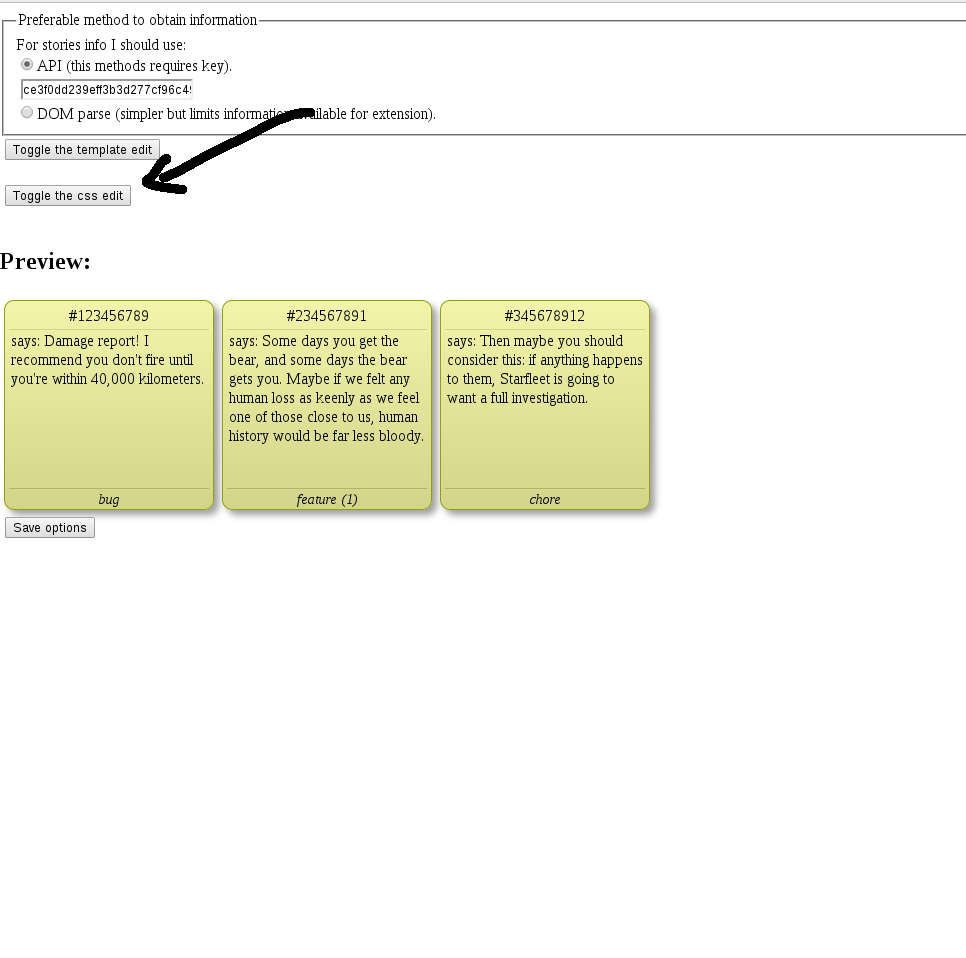 Preferable method to obtain information
For stories info I should use:
API (this methods requires key).
ce3f0dd239eff3b3d277cf96c4
DOM parse (simpler but limits information available for extension).
Toggle the template edit
Toggle the css edit
Preview:
#123456789
says: Damage report! I
recommend you don't fire until
you're within 40,000 kilometers.
bug
#234567891
says: Some days you get the
bear, and some days the bear
gets you. Maybe if we felt any
human loss as keenly as we feel
one of those close to us, human
history would be far less bloody.
feature (1)
#345678912
says: Then maybe you should
consider this: if anything happens
to them, Starfleet is going to
want a full investigation.
chore
Save options